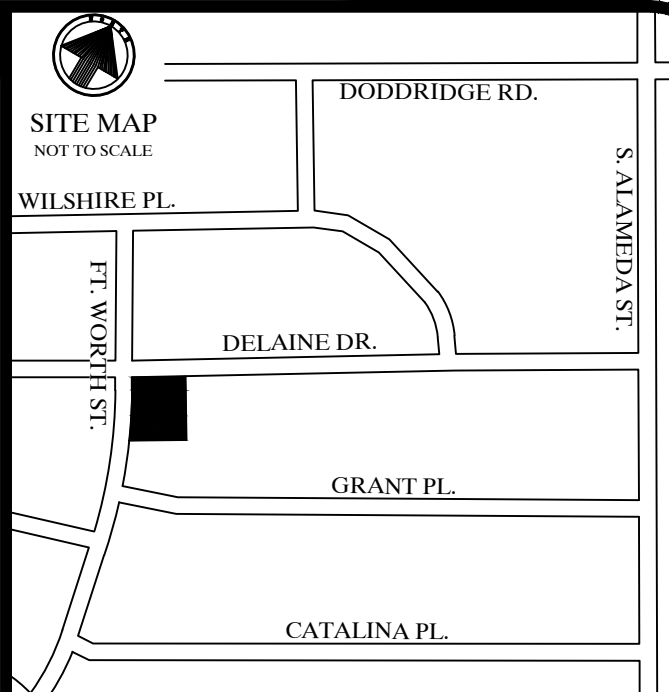 SITE MAP
NOT TO SCALE
DODDRIDGE RD.
S. ALAMEDA ST.
WILSHIRE PL.
FT. WORTH ST.
DELAINE DR.
GRANT PL.
CATALINA PL.